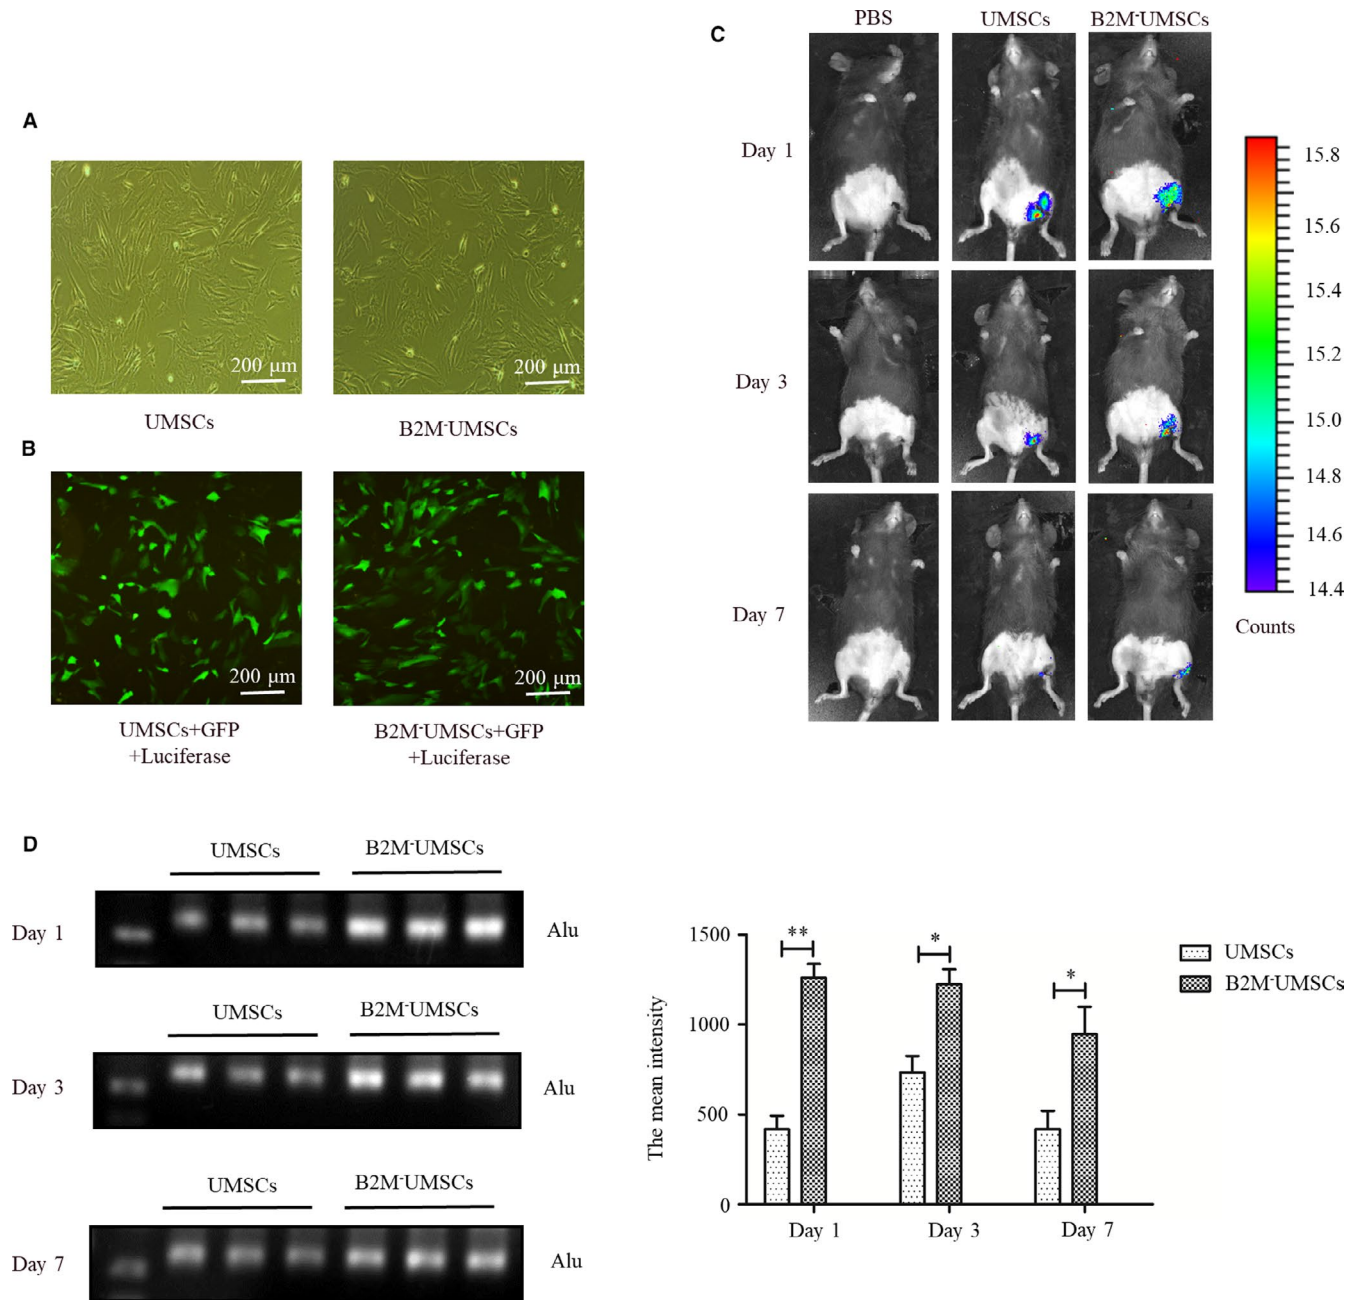 A
200 µm
200 µm
UMSCs
B2M⁻UMSCs
B
200 µm
200 µm
UMSCs+GFP
+Luciferase
B2M⁻UMSCs+GFP
+Luciferase
C
PBS
UMSCs
B2M⁻UMSCs
Day 1
Day 3
Day 7
15.8
15.6
15.4
15.2
15.0
14.8
14.6
14.4
Counts
D
UMSCs
B2M⁻UMSCs
Day 1
Alu
UMSCs
B2M⁻UMSCs
Day 3
Alu
UMSCs
B2M⁻UMSCs
Day 7
Alu
The mean intensity
1500
1000
500
0
**
*
*
Day 1
Day 3
Day 7
UMSCs
B2M⁻UMSCs